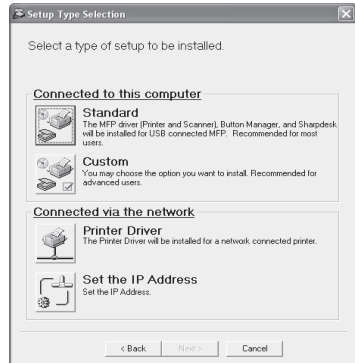 Setup Type Selection
Select a type of setup to be installed.
Connected to this computer
Standard
The MFP driver (Printer and Scanner), Button Manager, and Sharpdesk
will be installed for USB connected MFP. Recommended for most
users.
Custom
You may choose the option you want to install. Recommended for
advanced users.
Connected via the network
Printer Driver
The Printer Driver will be installed for a network connected printer.
Set the IP Address
Set the IP Address.
< Back
Next >
Cancel